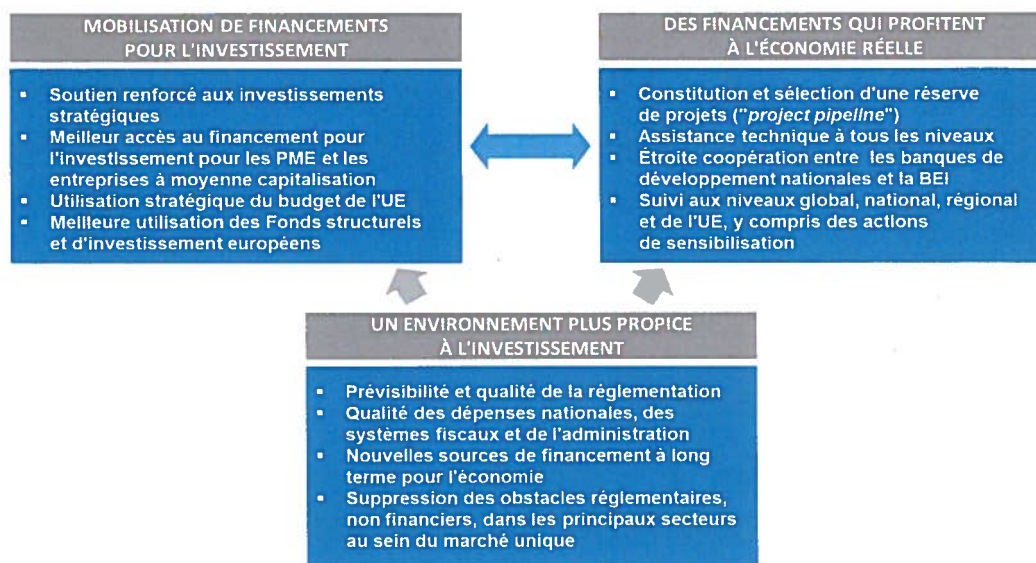 MOBILISATION DE FINANCEMENTS
POUR L'INVESTISSEMENT
▪ Soutien renforcé aux investissements
stratégiques
▪ Meilleur accès au financement pour
l'investissement pour les PME et les
entreprises à moyenne capitalisation
▪ Utilisation stratégique du budget de l'UE
▪ Meilleure utilisation des Fonds structurels
et d'investissement européens
DES FINANCEMENTS QUI PROFITENT
À L'ÉCONOMIE RÉELLE
▪ Constitution et sélection d'une réserve
de projets ("project pipeline")
▪ Assistance technique à tous les niveaux
▪ Étroite coopération entre les banques de
développement nationales et la BEI
▪ Suivi aux niveaux global, national, régional
et de l'UE, y compris des actions
de sensibilisation
UN ENVIRONNEMENT PLUS PROPICE
À L'INVESTISSEMENT
▪ Prévisibilité et qualité de la réglementation
▪ Qualité des dépenses nationales, des
systèmes fiscaux et de l'administration
▪ Nouvelles sources de financement à long
terme pour l'économie
▪ Suppression des obstacles réglementaires,
non financiers, dans les principaux secteurs
au sein du marché unique